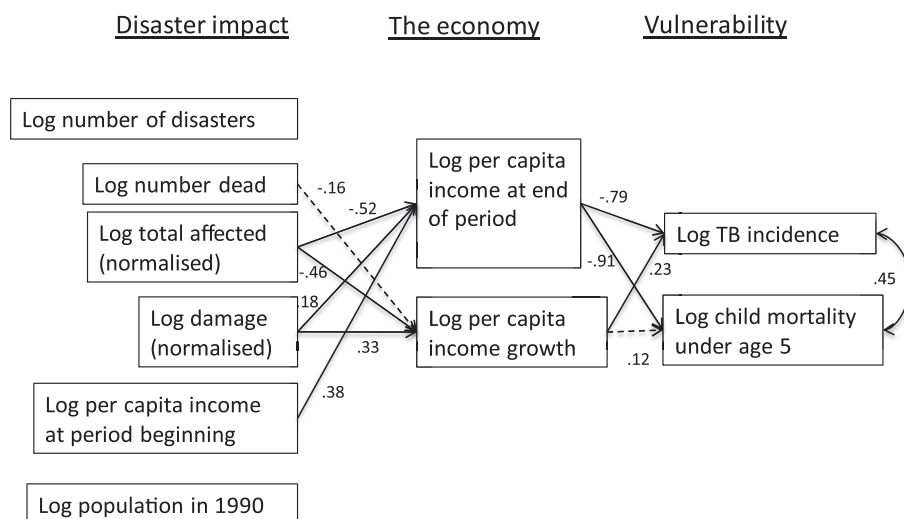 Disaster impact
The economy
Vulnerability
Log number of disasters
Log number dead
Log total affected
(normalised)
Log damage
(normalised)
Log per capita income
at period beginning
Log population in 1990
Log per capita
income at end
of period
Log per capita
income growth
Log TB incidence
Log child mortality
under age 5
-.16
-.52
-.46
.18
.33
.38
-.79
-.91
.23
.12
.45